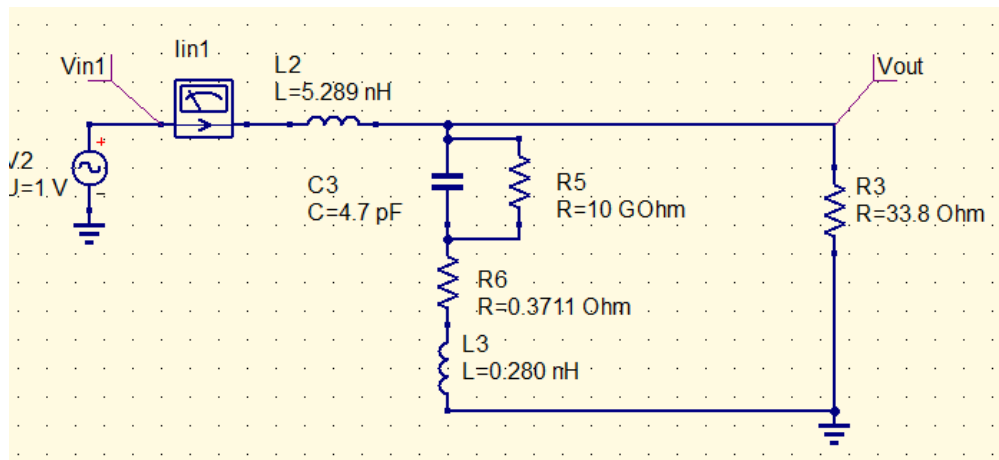 Iin1
Vin1
L2
L=5.289 nH
Vout
V2
U=1 V
+
-
C3
C=4.7 pF
R5
R=10 GOhm
R3
R=33.8 Ohm
R6
R=0.3711 Ohm
L3
L=0.280 nH